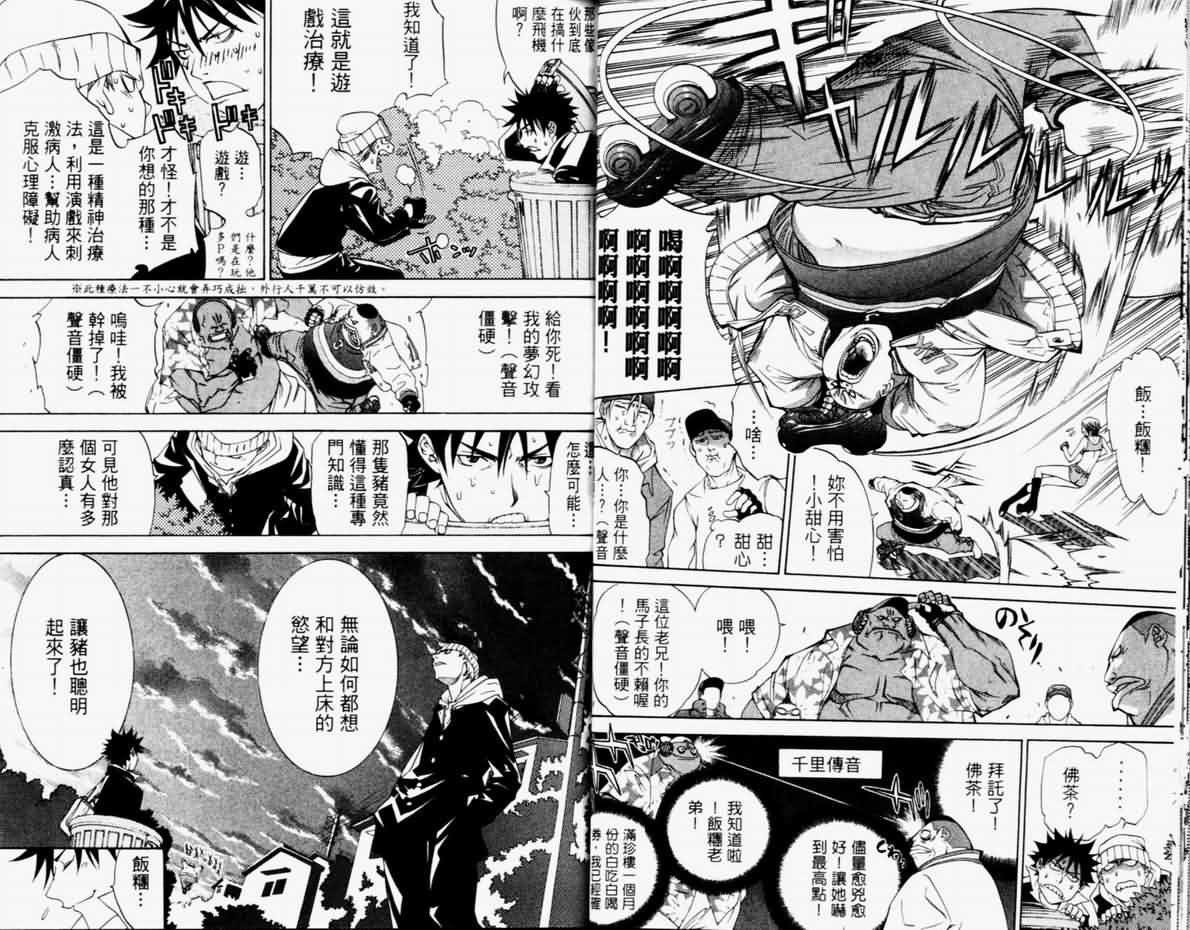 喝啊啊啊啊
啊啊啊啊啊
啊啊啊!
飯…飯糰!
妳不用害怕
!小甜心!
…啥…
甜…
甜心
?
你…你是什麼
人…?(聲音
喂!
喂!
這位老兄!你的
馬子長的不賴喔
!(聲音僵硬)
……
佛茶?
拜託了!
佛茶!
千里傳音
儘量愈兇愈
好!讓她嚇
到最高點!
我知道啦
!飯糰老
弟!
滿珍樓一個月
份的白吃白喝
券,我已經確
那些傢
伙到底
在搞什
麼飛機
啊?
我知道了!
這就是遊
戲治療!
遊…
遊戲?
什麼?他
們是在玩
多P嗎?
才怪!才不是
你想的那種…
這是一種精神治療
法,利用演戲來刺
激病人…幫助病人
克服心理障礙!
※此種療法一不小心就會弄巧成拙,外行人千萬不可以仿效。
給你死!看
我的夢幻攻
擊!(聲音
僵硬)
嗚哇!我被
幹掉了!(
聲音僵硬)
這…
怎麼可能…
那隻豬竟然
懂得這種專
門知識…
可見他對那
個女人有多
麼認真…
無論如何都想
和對方上床的
慾望…
讓豬也聰明
起來了!
飯糰…